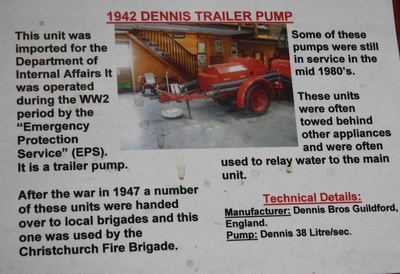 1942 DENNIS TRAILER PUMP
This unit was
imported for the
Department of
Internal Affairs It
was operated
during the WW2
period by the
“Emergency
Protection
Service” (EPS).
It is a trailer pump.
After the war in 1947 a number
of these units were handed
over to local brigades and this
one was used by the
Christchurch Fire Brigade.
Some of these
pumps were still
in service in the
mid 1980's.
These units
were often
towed behind
other appliances
and were often
used to relay water to the main
unit.
Technical Details:
Manufacturer: Dennis Bros Guildford,
England.
Pump: Dennis 38 Litre/sec.